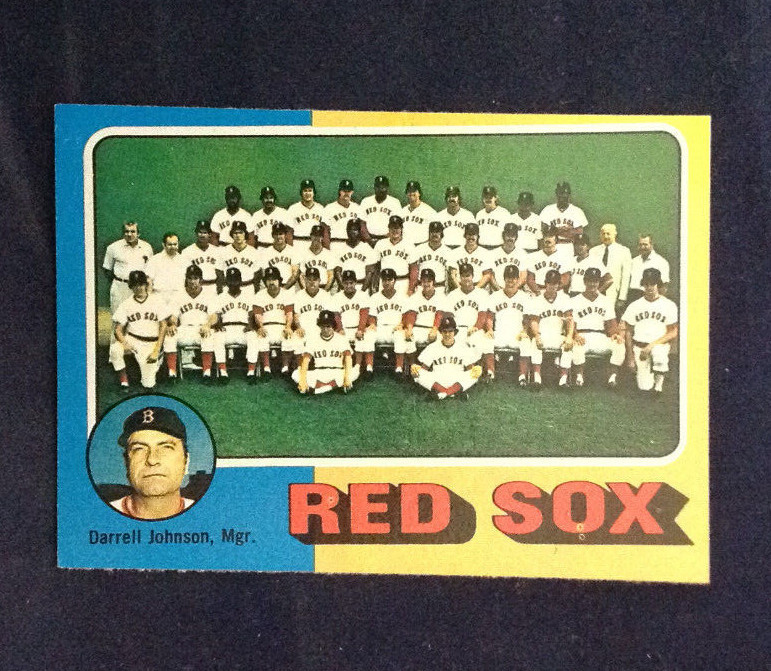 B
Darrell Johnson, Mgr.
RED SOX